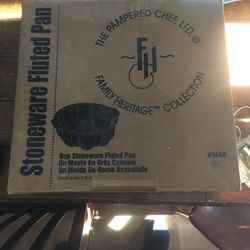 Stoneware Fluted Pan
THE PAMPERED CHEF, LTD.®
FH
FAMILY HERITAGE™ COLLECTION
One Stoneware Fluted Pan
Un Moule En Grès Cannelé
Un Molde De Horno Acanalado
Made in the U.S.A.
#1440